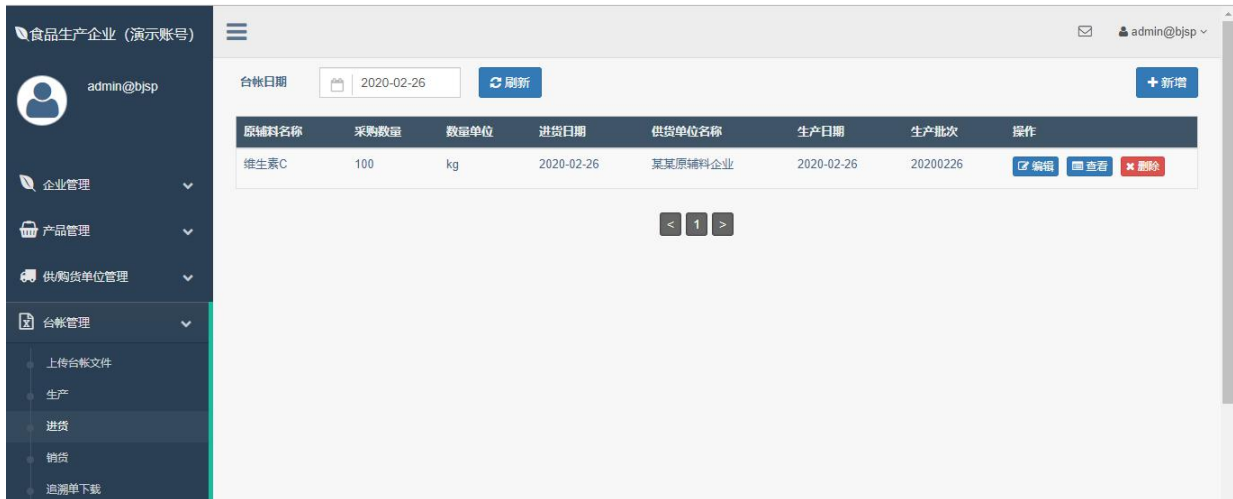 食品生产企业（演示账号）
admin@bjsp
admin@bjsp
台帐日期 2020-02-26 刷新 新增
原辅料名称 采购数量 数量单位 进货日期 供货单位名称 生产日期 生产批次 操作
维生素C 100 kg 2020-02-26 某某原辅料企业 2020-02-26 20200226 编辑 查看 删除
< 1 >
企业管理
产品管理
供/购货单位管理
台帐管理
上传台帐文件
生产
进货
销货
追溯单下载